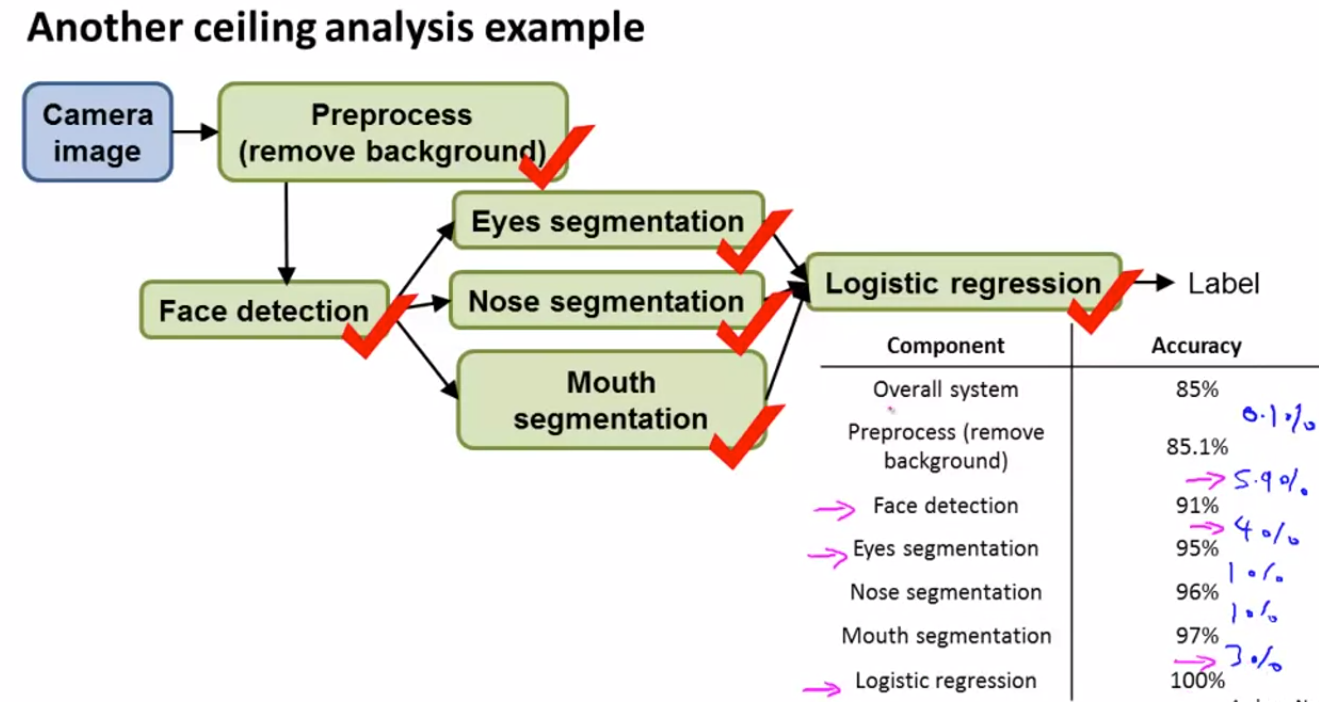 Another ceiling analysis example
Camera
image
Preprocess
(remove background)
Eyes segmentation
Face detection
Nose segmentation
Mouth
segmentation
Logistic regression
Label
Component Accuracy
Overall system 85%
0.1%
Preprocess (remove
background) 85.1%
5.9%
Face detection 91%
4%
Eyes segmentation 95%
1%
Nose segmentation 96%
1%
Mouth segmentation 97%
3%
Logistic regression 100%